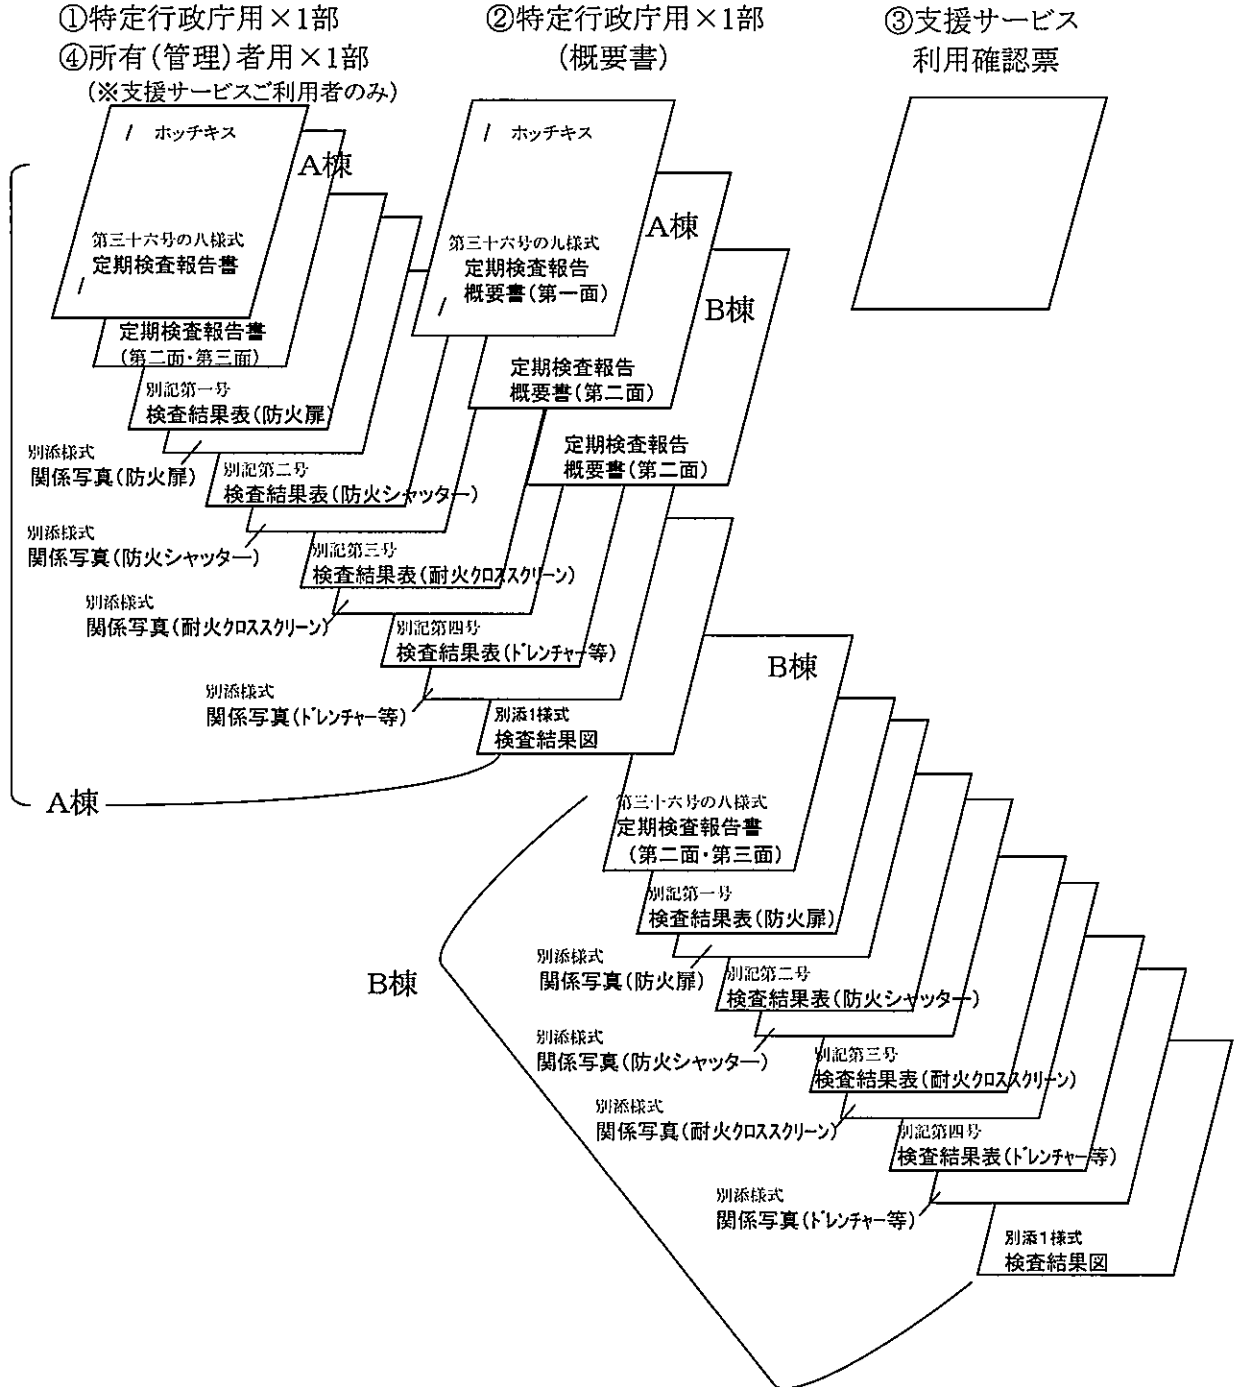 ①特定行政庁用×1部
④所有(管理)者用×1部
(※支援サービスご利用者のみ)
②特定行政庁用×1部
(概要書)
③支援サービス
利用確認票
ホッチキス
A棟
第三十六号の八様式
定期検査報告書
定期検査報告書
(第二面・第三面)
別記第一号
検査結果表(防火扉)
別添様式
関係写真(防火扉)
別記第二号
検査結果表(防火シャッター)
別添様式
関係写真(防火シャッター)
別記第三号
検査結果表(耐火クロススクリーン)
別添様式
関係写真(耐火クロススクリーン)
別記第四号
検査結果表(ドレンチャー等)
別添様式
関係写真(ドレンチャー等)
別添1様式
検査結果図
A棟
ホッチキス
第三十六号の九様式
定期検査報告
概要書(第一面)
A棟
定期検査報告
概要書(第二面)
B棟
定期検査報告
概要書(第二面)
B棟
第三十六号の八様式
定期検査報告書
(第二面・第三面)
別記第一号
検査結果表(防火扉)
別添様式
関係写真(防火扉)
別記第二号
検査結果表(防火シャッター)
別添様式
関係写真(防火シャッター)
別記第三号
検査結果表(耐火クロススクリーン)
別添様式
関係写真(耐火クロススクリーン)
別記第四号
検査結果表(ドレンチャー等)
別添様式
関係写真(ドレンチャー等)
別添1様式
検査結果図
B棟